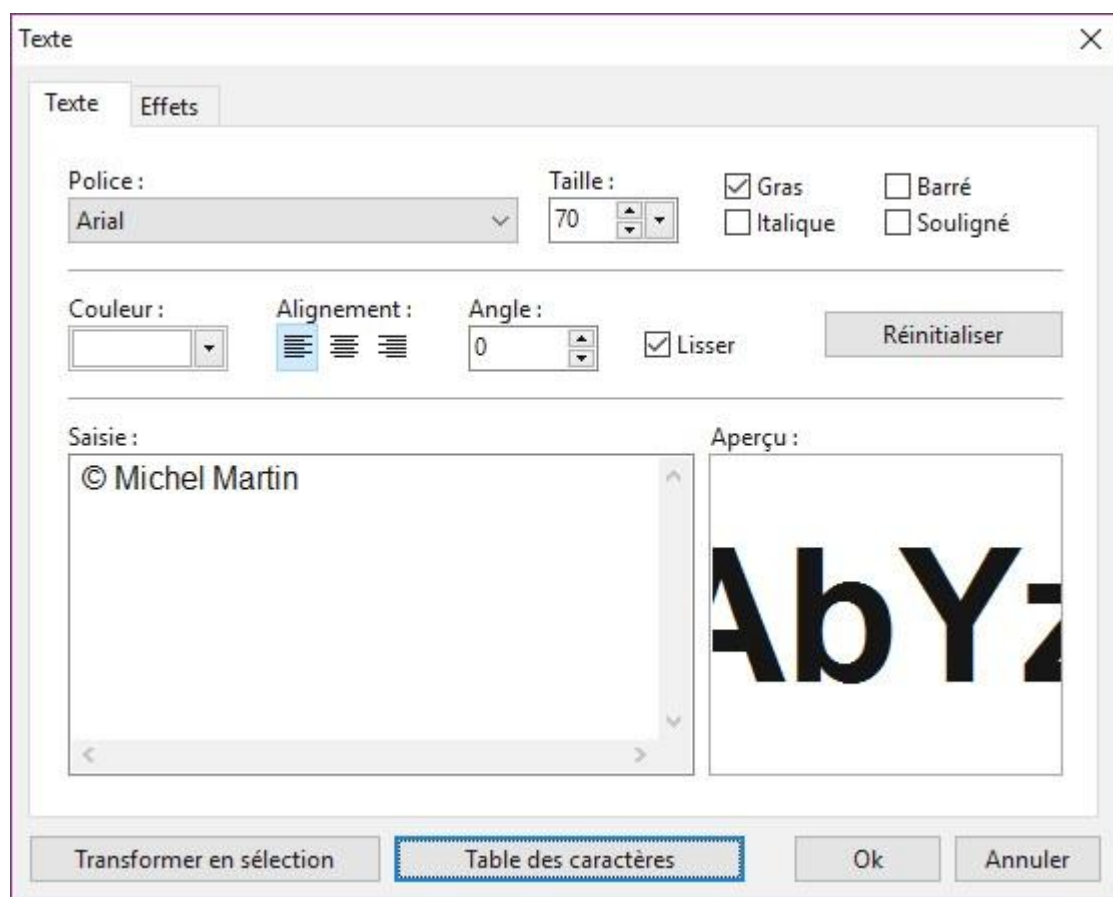 Texte
Texte Effets
Police : Taille : Gras Barré
Arial 70 Italique Souligné
Couleur : Alignement : Angle :
0 Lisser Réinitialiser
Saisie : Aperçu :
© Michel Martin
AbYz
Transformer en sélection Table des caractères Ok Annuler